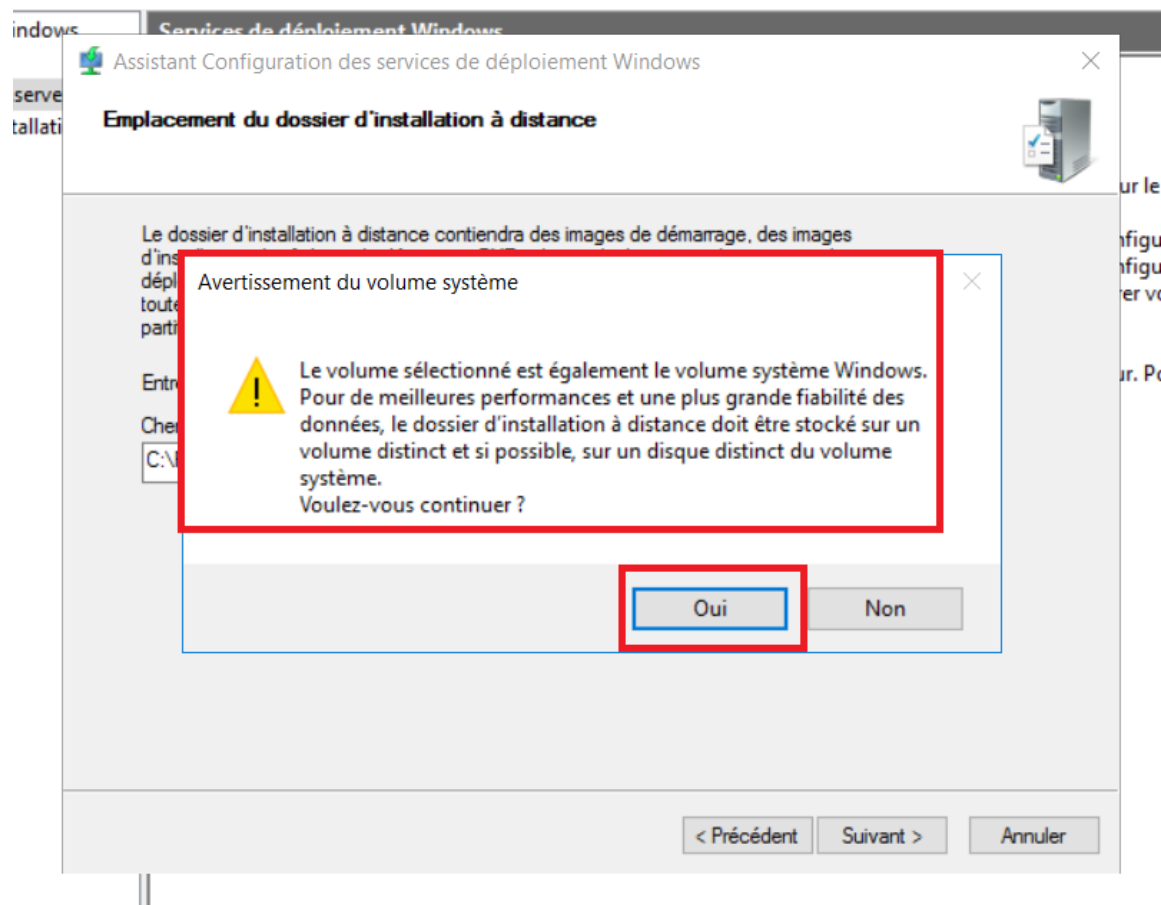 Services de déploiement Windows
Assistant Configuration des services de déploiement Windows
Emplacement du dossier d'installation à distance
Le dossier d'installation à distance contiendra des images de démarrage, des images
Avertissement du volume système
Le volume sélectionné est également le volume système Windows.
Pour de meilleures performances et une plus grande fiabilité des
données, le dossier d'installation à distance doit être stocké sur un
volume distinct et si possible, sur un disque distinct du volume
système.
Voulez-vous continuer ?
C:\
Oui
Non
< Précédent
Suivant >
Annuler